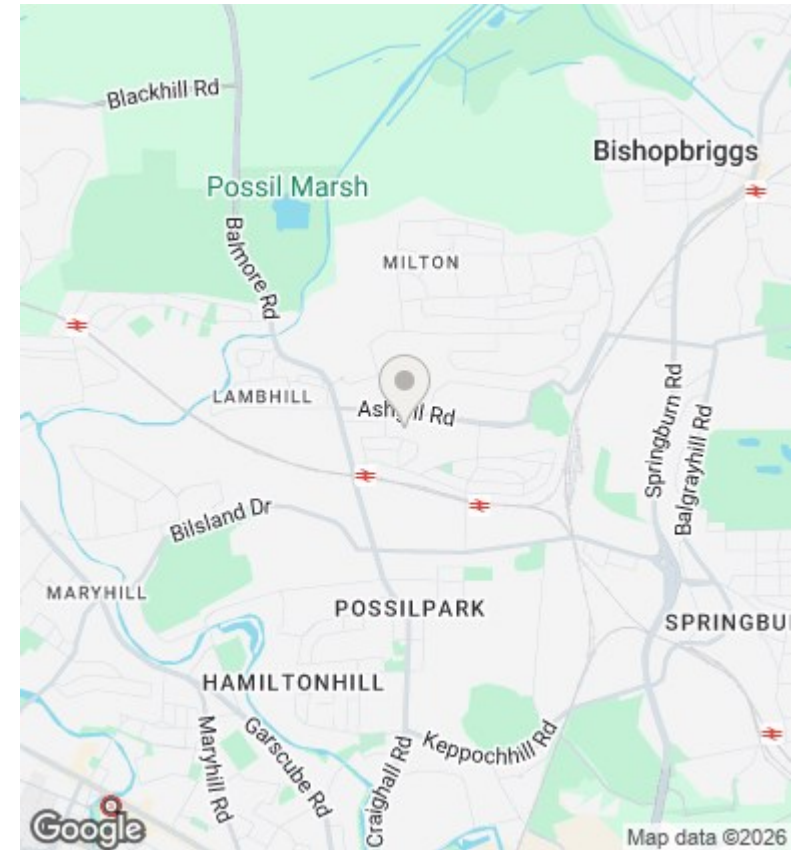 Blackhill Rd
Bishopbriggs
Possil Marsh
Balmore Rd
MILTON
LAMBHILL
Ashgill Rd
Springburn Rd
Balgrayhill Rd
Bilsland Dr
MARYHILL
POSSILPARK
SPRINGBU
HAMILTONHILL
Maryhill Rd
Garscube Rd
Craighall Rd
Keppochhill Rd
Google
Map data ©2026